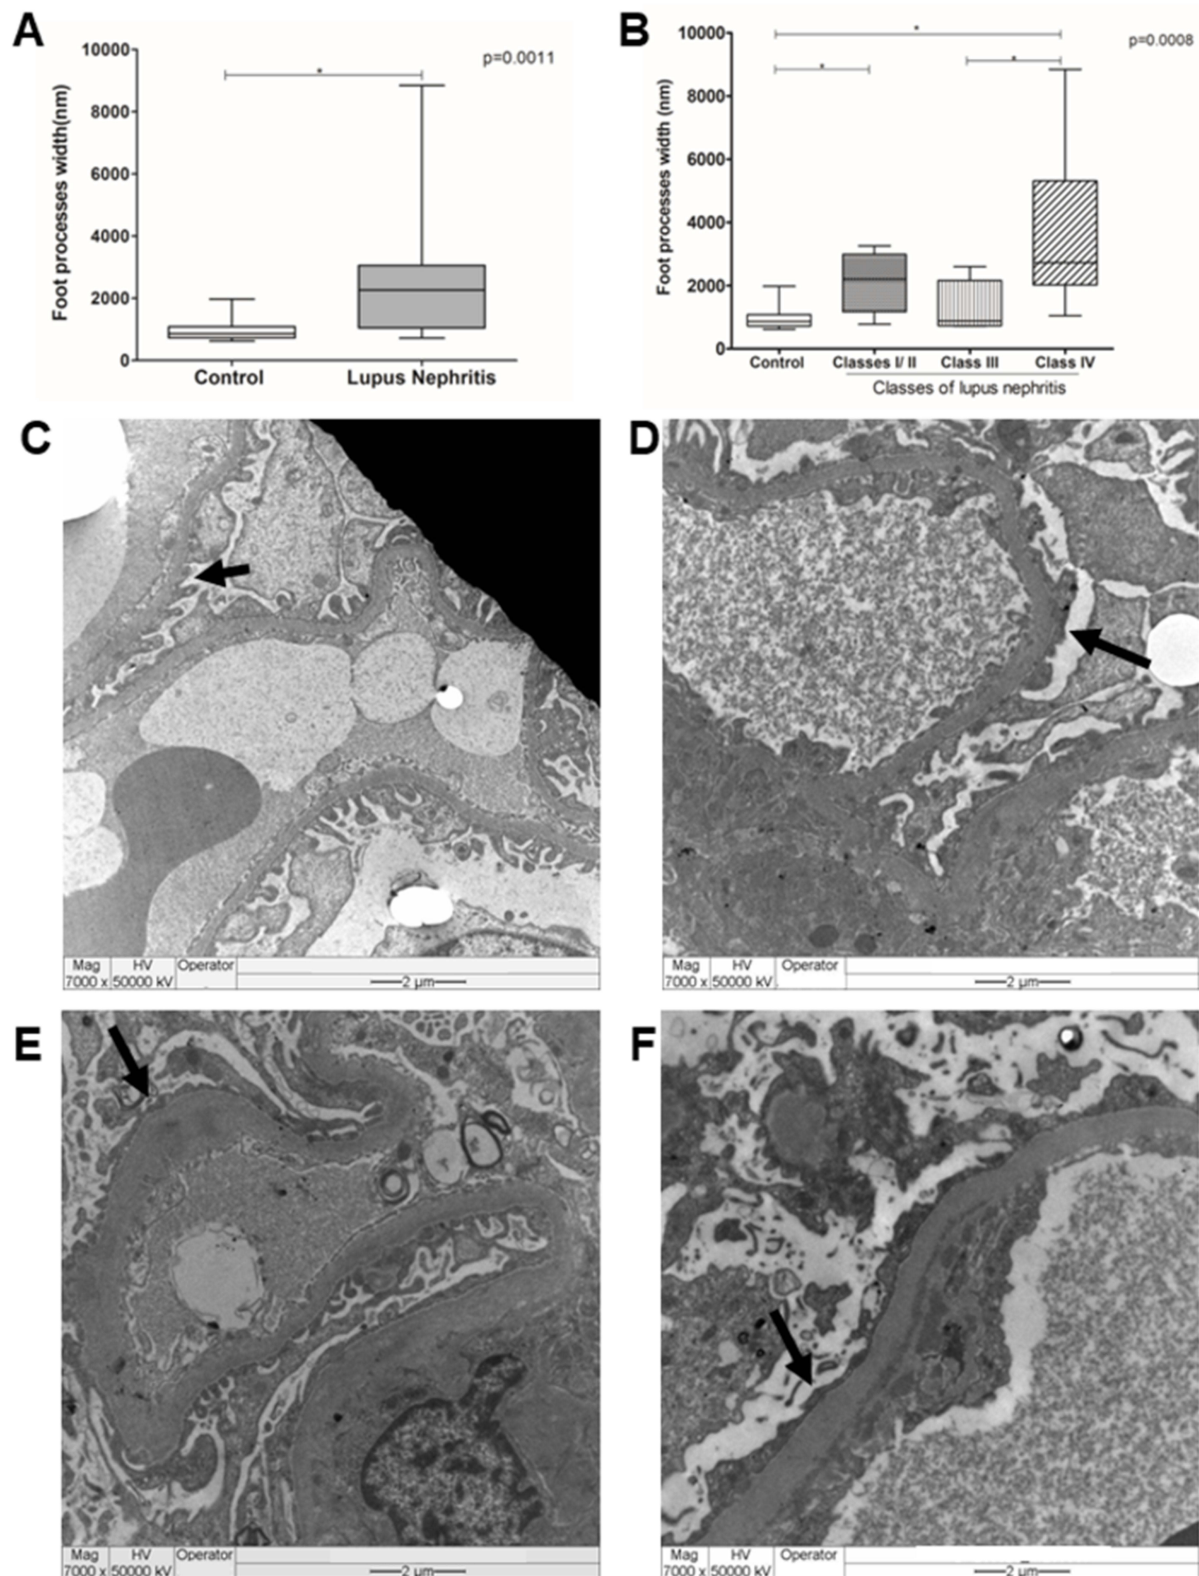 A
B
p=0.0011
p=0.0008
Foot processes width(nm)
10000
8000
6000
4000
2000
0
*
Control
Lupus Nephritis
Foot processes width (nm)
10000
8000
6000
4000
2000
0
*
*
*
Control
Classes I/ II
Class III
Class IV
Classes of lupus nephritis
C
D
Mag HV Operator
7000 x 50000 kV 2 µm
Mag HV Operator
7000 x 50000 kV 2 µm
E
F
Mag HV Operator
7000 x 50000 kV 2 µm
Mag HV Operator
7000 x 50000 kV 2 µm